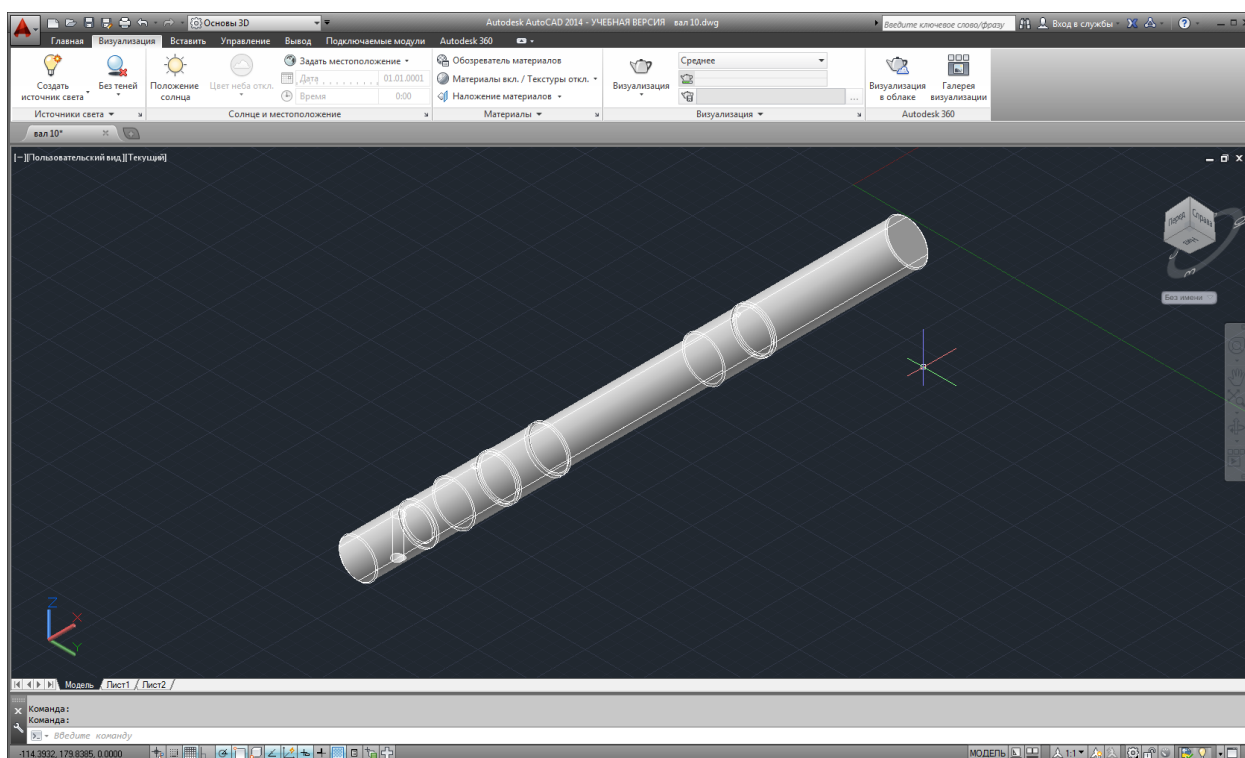 Основы 3D
Autodesk AutoCAD 2014 - УЧЕБНАЯ ВЕРСИЯ вал 10.dwg
Введите ключевое слово/фразу
Вход в службы
Главная Визуализация Вставить Управление Вывод Подключаемые модули Autodesk 360
Создать источник света
Без теней
Положение солнца
Цвет неба откл.
Задать местоположение
Дата 01.01.0001
Время 0:00
Обозреватель материалов
Материалы вкл. / Текстуры откл.
Наложение материалов
Визуализация
Среднее
Визуализация в облаке
Галерея визуализации
Источники света
Солнце и местоположение
Материалы
Визуализация
Autodesk 360
вал 10*
[–][Пользовательский вид][Текущий]
Перед
Справа
Без имени
Z
X
Y
Модель Лист1 Лист2
Команда:
Команда:
Введите команду
-114.3932, 179.8385, 0.0000
МОДЕЛЬ
1:1